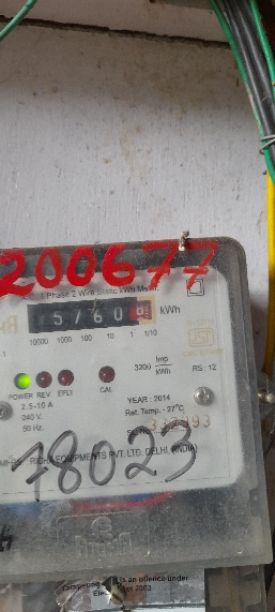 200677
1 Phase 2 Wire Static kWh Meter
5760 kWh
10000 1000 100 10 1 1/10
3200 imp/kWh
RS: 12
POWER REV. EFLT CAL
2.5-10 A
240 V.
50 Hz.
YEAR: 2014
Ref. Temp. -27°C
EQUIPMENTS PVT. LTD. DELHI (INDIA)
78023
is an offence under
2003